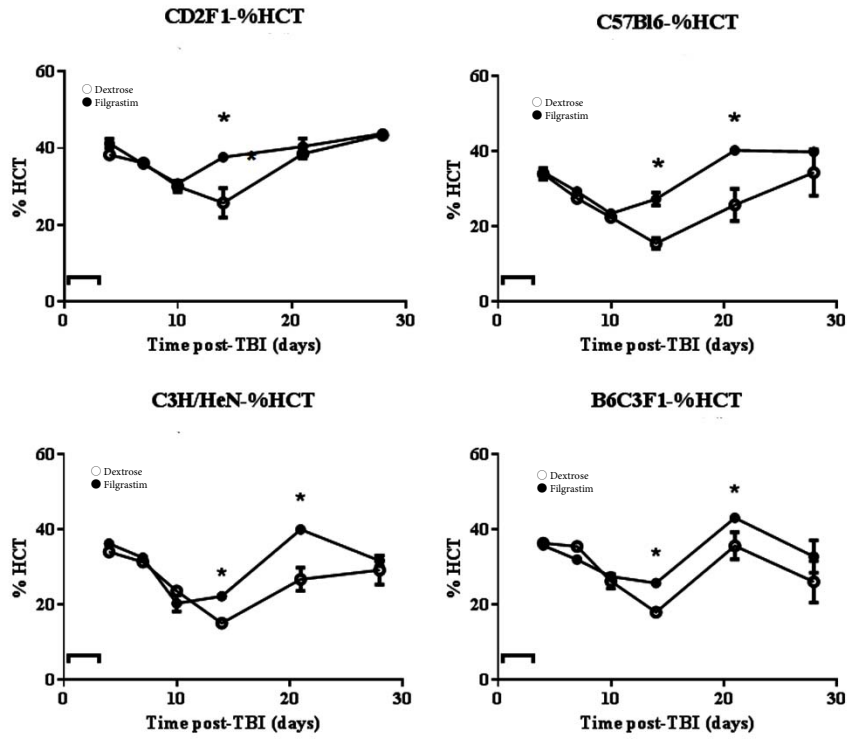 CD2F1-%HCT
60
40
20
0
% HCT
Dextrose
Filgrastim
*
*
0
10
20
30
Time post-TBI (days)
C57Bl6-%HCT
60
40
20
0
% HCT
Dextrose
Filgrastim
*
*
0
10
20
30
Time post-TBI (days)
C3H/HeN-%HCT
60
40
20
0
% HCT
Dextrose
Filgrastim
*
*
0
10
20
30
Time post-TBI (days)
B6C3F1-%HCT
60
40
20
0
% HCT
Dextrose
Filgrastim
*
*
0
10
20
30
Time post-TBI (days)